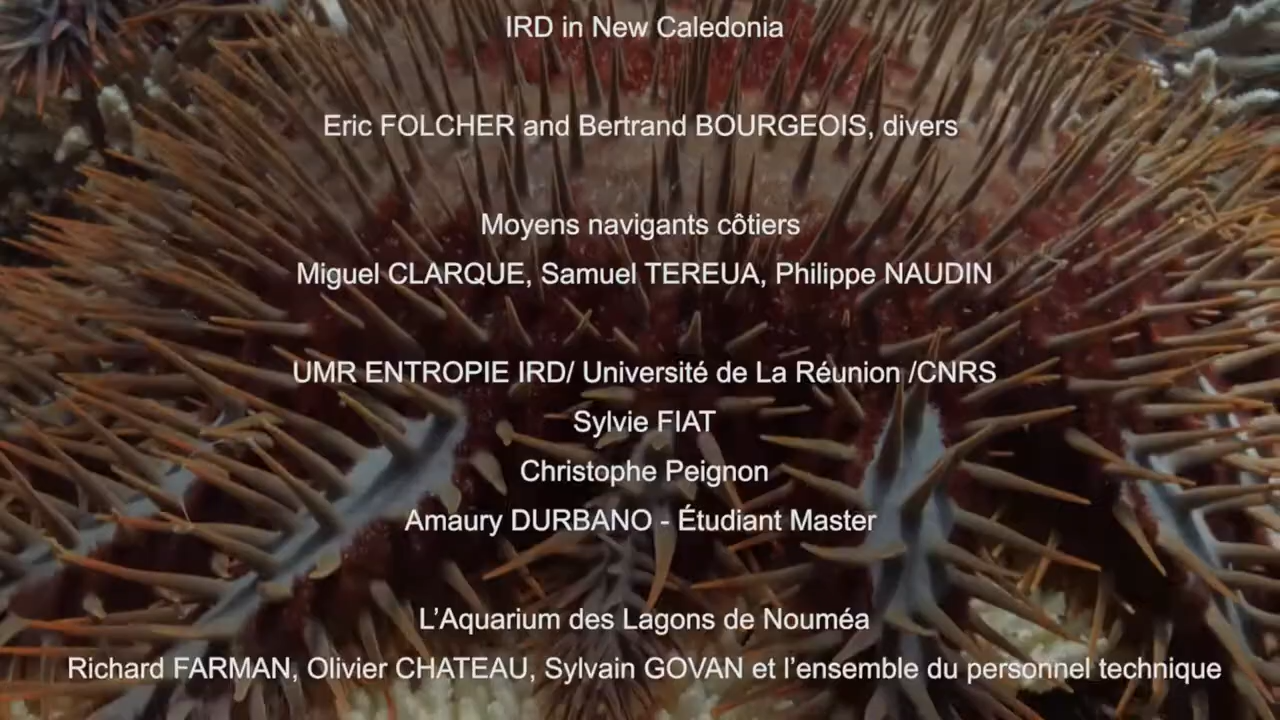 IRD in New Caledonia
Eric FOLCHER and Bertrand BOURGEOIS, divers
Moyens navigants côtiers
Miguel CLARQUE, Samuel TEREUA, Philippe NAUDIN
UMR ENTROPIE IRD/ Université de La Réunion /CNRS
Sylvie FIAT
Christophe Peignon
Amaury DURBANO - Étudiant Master
L’Aquarium des Lagons de Nouméa
Richard FARMAN, Olivier CHATEAU, Sylvain GOVAN et l’ensemble du personnel technique